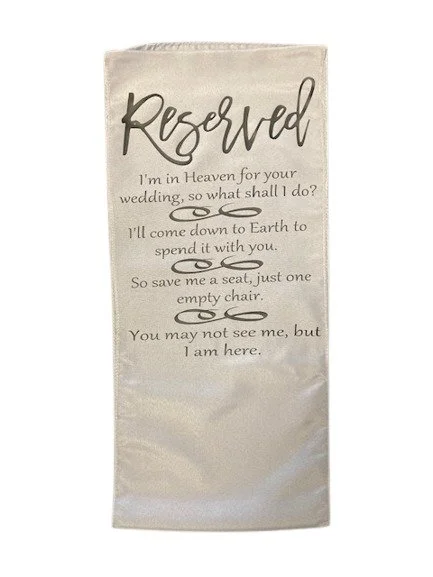 Reserved
I'm in Heaven for your
wedding, so what shall I do?
I'll come down to Earth to
spend it with you.
So save me a seat, just one
empty chair.
You may not see me, but
I am here.